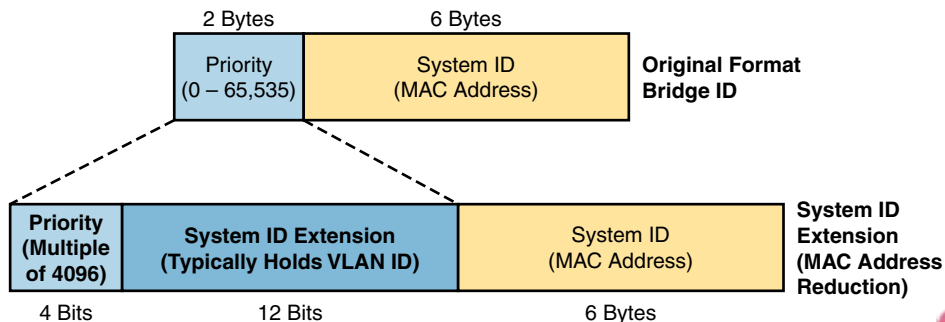 2 Bytes
6 Bytes
Priority
(0 – 65,535)
System ID
(MAC Address)
Original Format
Bridge ID
Priority
(Multiple
of 4096)
System ID Extension
(Typically Holds VLAN ID)
System ID
(MAC Address)
System ID
Extension
(MAC Address
Reduction)
4 Bits
12 Bits
6 Bytes